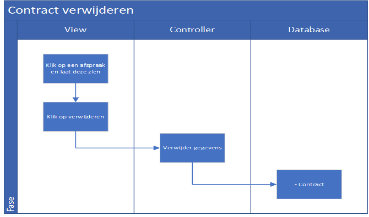 Contract verwijderen
View
Controller
Database
Klik op een afspraak
en laat deze zien
Klik op verwijderen
Verwijder gegevens
- Contract
Fase